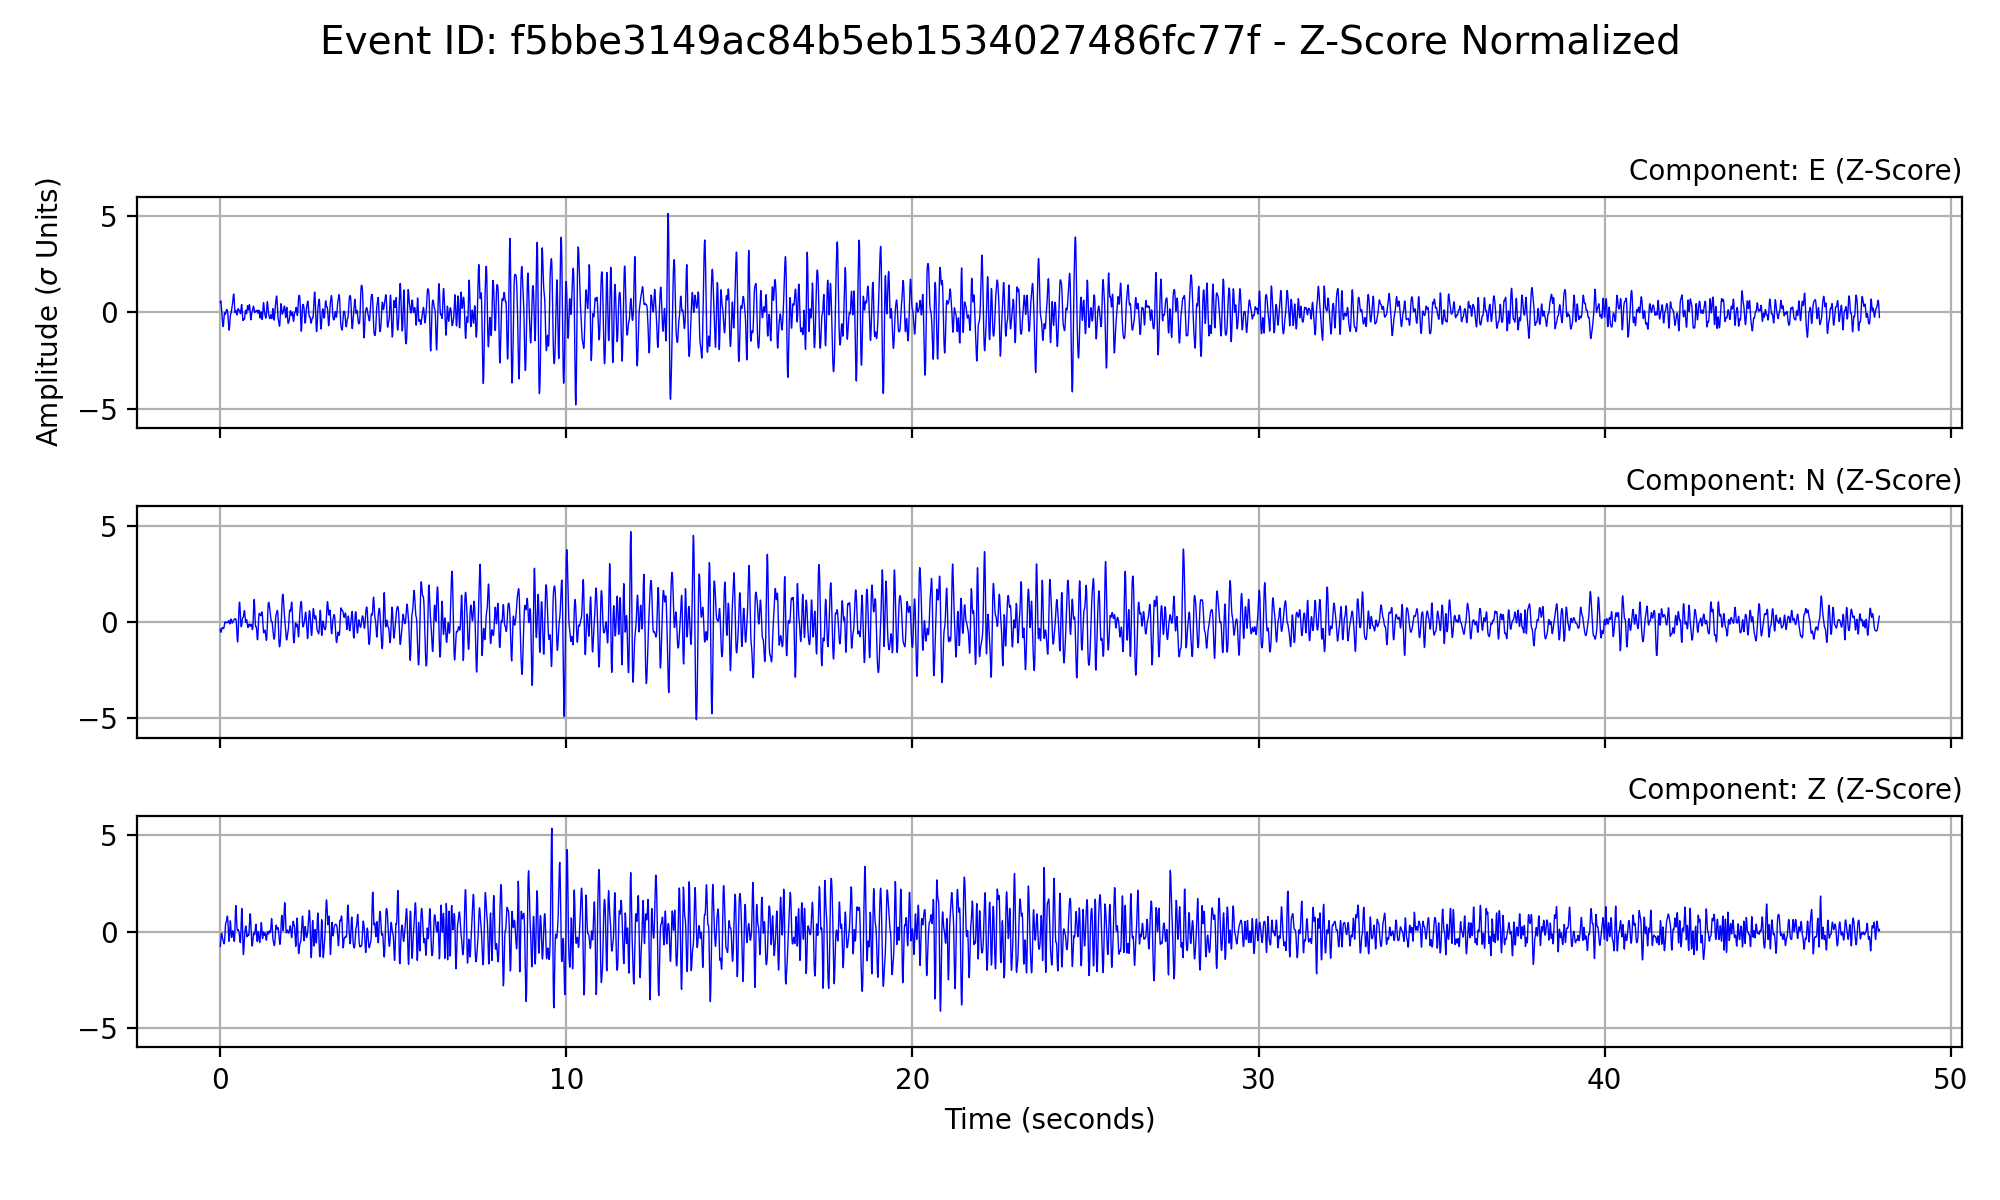 Event ID: f5bbe3149ac84b5eb1534027486fc77f - Z-Score Normalized
Component: E (Z-Score)
Amplitude (σ Units)
5
0
−5
Component: N (Z-Score)
5
0
−5
Component: Z (Z-Score)
5
0
−5
0 10 20 30 40 50
Time (seconds)